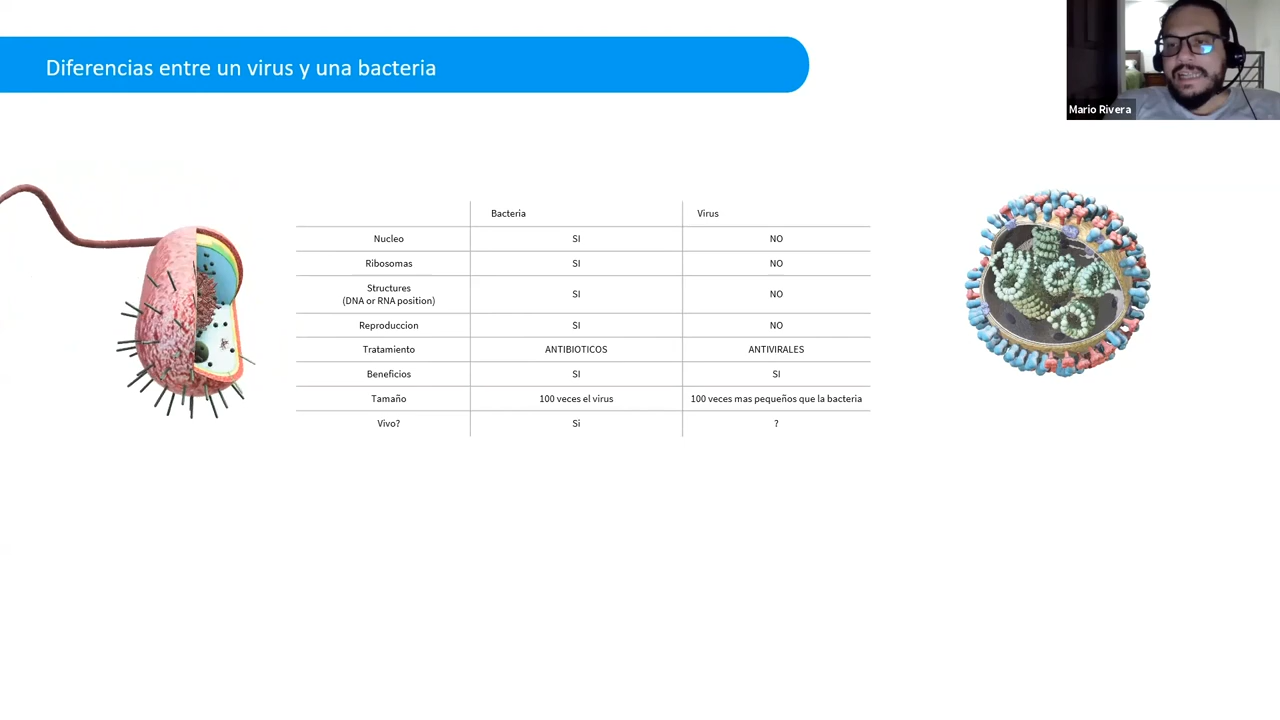 Diferencias entre un virus y una bacteria
Mario Rivera
Bacteria Virus
Nucleo SI NO
Ribosomas SI NO
Structures
(DNA or RNA position) SI NO
Reproduccion SI NO
Tratamiento ANTIBIOTICOS ANTIVIRALES
Beneficios SI SI
Tamaño 100 veces el virus 100 veces mas pequeños que la bacteria
Vivo? Si ?